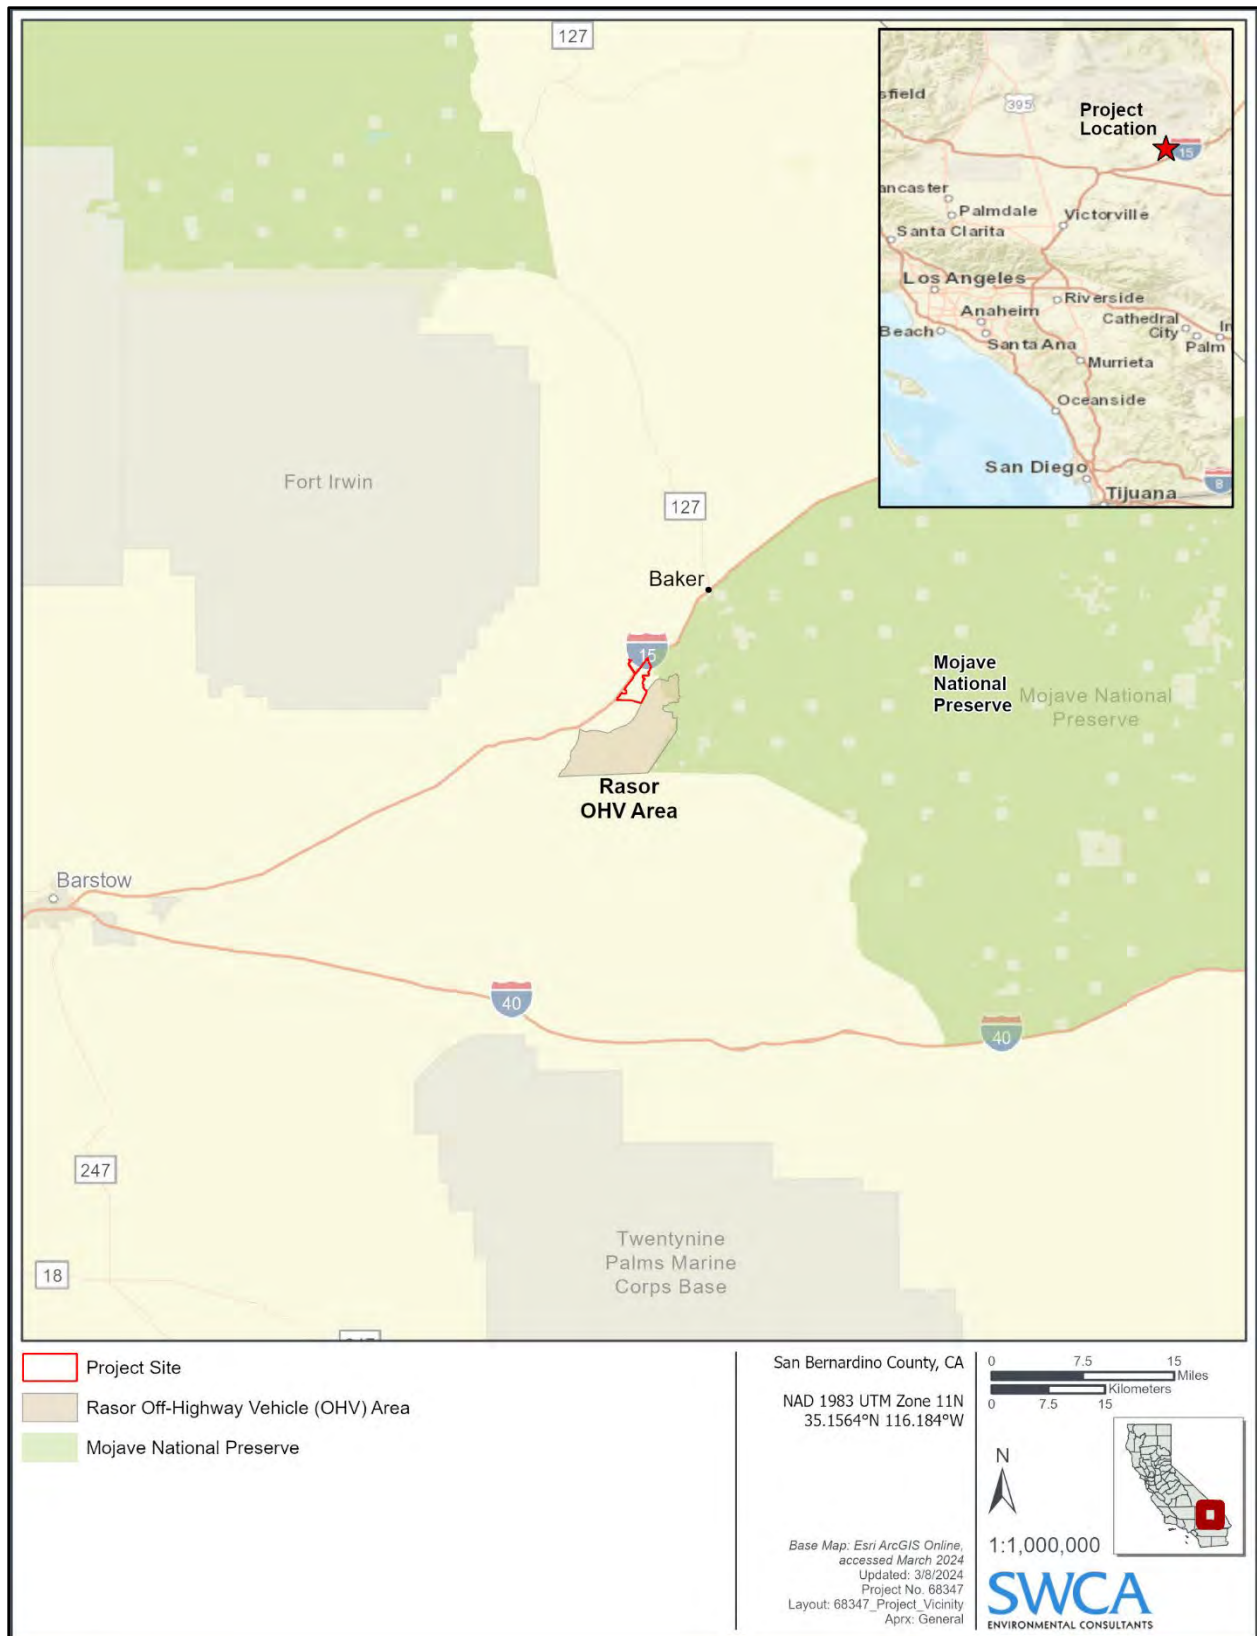 127
sfield
395
Project
Location
15
ancaster
Palmdale
Santa Clarita
Victorville
Los Angeles
Riverside
Anaheim
Cathedral
City
In
Beach
Santa Ana
Palm
Murrieta
Oceanside
San Diego
8
Tijuana
Fort Irwin
127
Baker
15
Mojave
National
Preserve
Mojave National
Preserve
Rasor
OHV Area
Barstow
40
40
247
Twentynine
Palms Marine
Corps Base
18
Project Site
Rasor Off-Highway Vehicle (OHV) Area
Mojave National Preserve
San Bernardino County, CA
NAD 1983 UTM Zone 11N
35.1564°N 116.184°W
Base Map: Esri ArcGIS Online,
accessed March 2024
Updated: 3/8/2024
Project No. 68347
Layout: 68347_Project_Vicinity
Aprx: General
0 7.5 15
Miles
Kilometers
0 7.5 15
N
1:1,000,000
SWCA
ENVIRONMENTAL CONSULTANTS